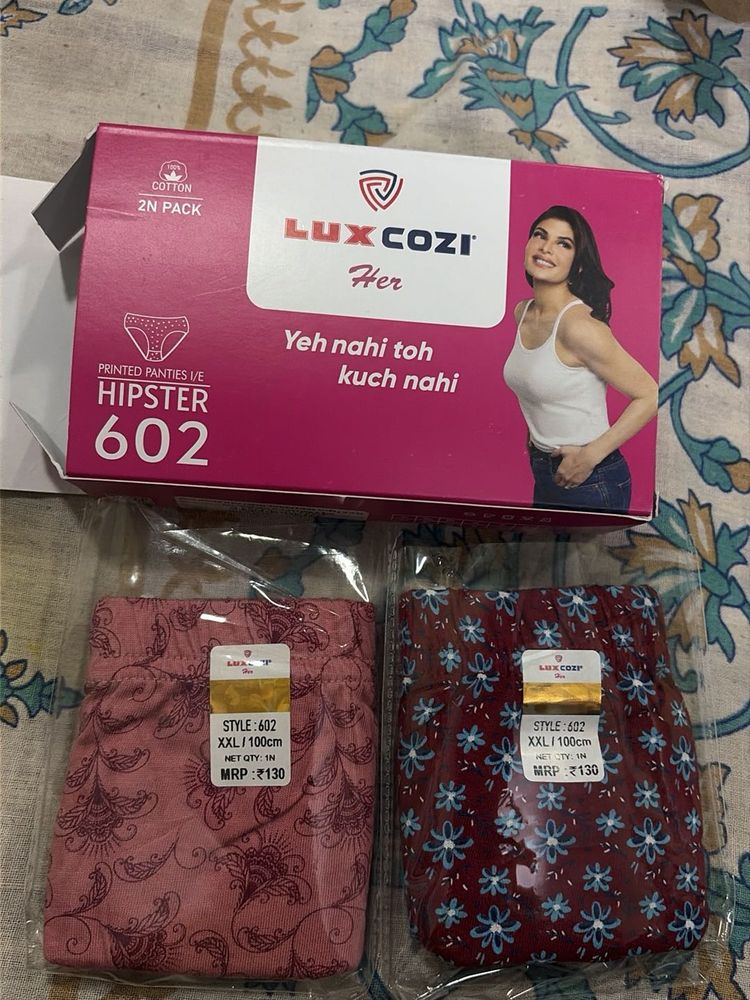 100%
COTTON
2N PACK
LUX COZI
Her
Yeh nahi toh
kuch nahi
PRINTED PANTIES I/E
HIPSTER
602
LUX COZI
Her
STYLE : 602
XXL / 100cm
NET QTY: 1N
MRP : ₹130
LUX COZI
Her
STYLE : 602
XXL / 100cm
NET QTY: 1N
MRP : ₹130